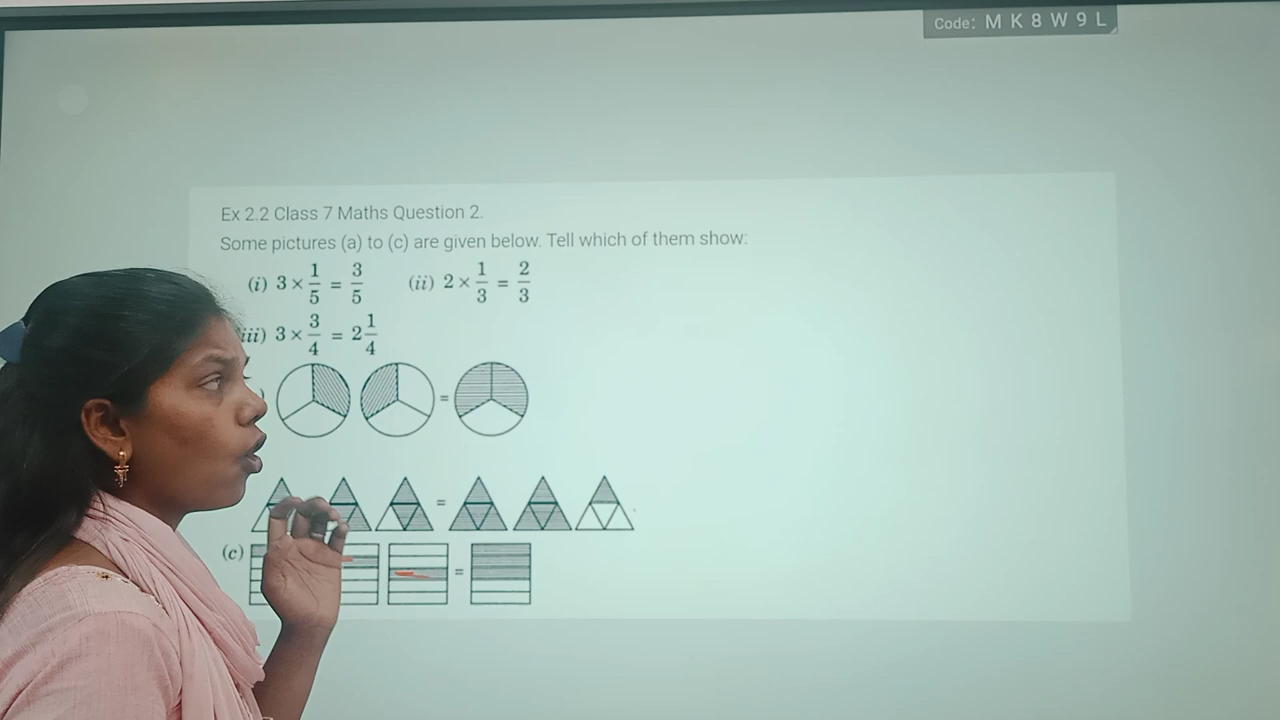 Code: M K 8 W 9 L
Ex 2.2 Class 7 Maths Question 2.
Some pictures (a) to (c) are given below. Tell which of them show:
(i) 3 × 1/5 = 3/5 (ii) 2 × 1/3 = 2/3
iii) 3 × 3/4 = 2 1/4
)
=
=
(c)
=